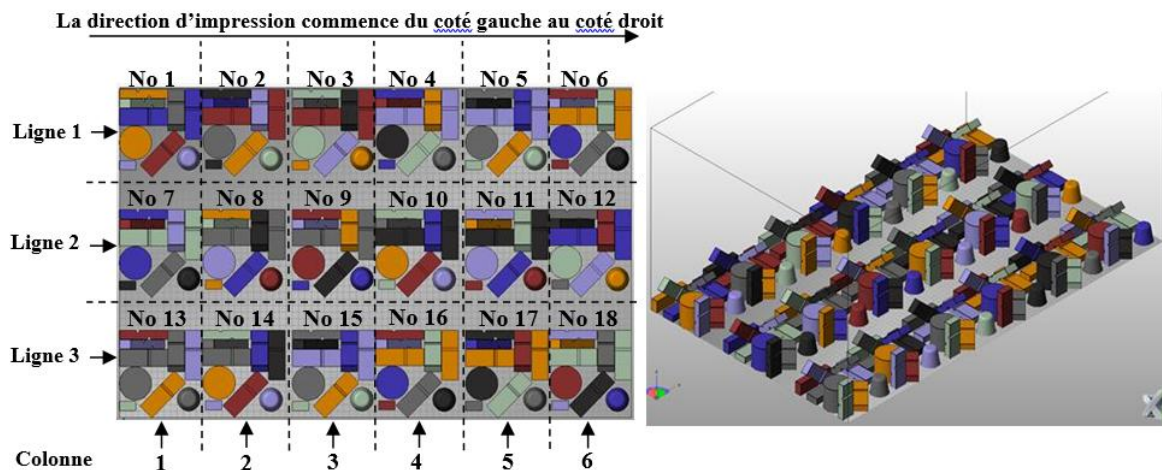 La direction d’impression commence du coté gauche au coté droit
No 1 No 2 No 3 No 4 No 5 No 6
Ligne 1
No 7 No 8 No 9 No 10 No 11 No 12
Ligne 2
No 13 No 14 No 15 No 16 No 17 No 18
Ligne 3
Colonne 1 2 3 4 5 6